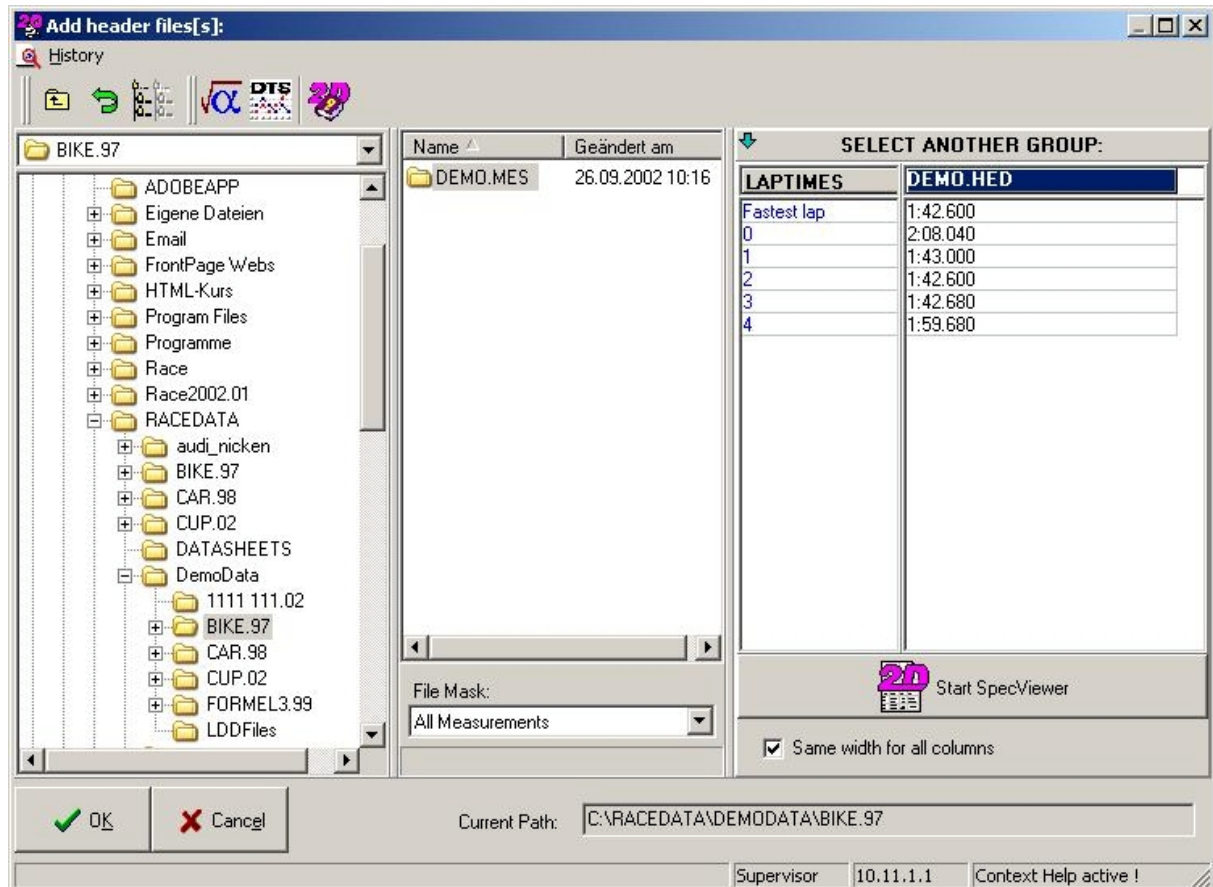 Add header files[s]:
History
DTS
BIKE.97
ADOBEAPP
Eigene Dateien
Email
FrontPage Webs
HTML-Kurs
Program Files
Programme
Race
Race2002.01
RACEDATA
audi_nicken
BIKE.97
CAR.98
CUP.02
DATASHEETS
DemoData
1111 111.02
BIKE.97
CAR.98
CUP.02
FORMEL3.99
LDDFiles
Name Geändert am
DEMO.MES 26.09.2002 10:16
File Mask:
All Measurements
SELECT ANOTHER GROUP:
LAPTIMES DEMO.HED
Fastest lap 1:42.600
0 2:08.040
1 1:43.000
2 1:42.600
3 1:42.680
4 1:59.680
2D Start SpecViewer
Same width for all columns
OK Cancel Current Path: C:\RACEDATA\DEMODATA\BIKE.97
Supervisor 10.11.1.1 Context Help active !